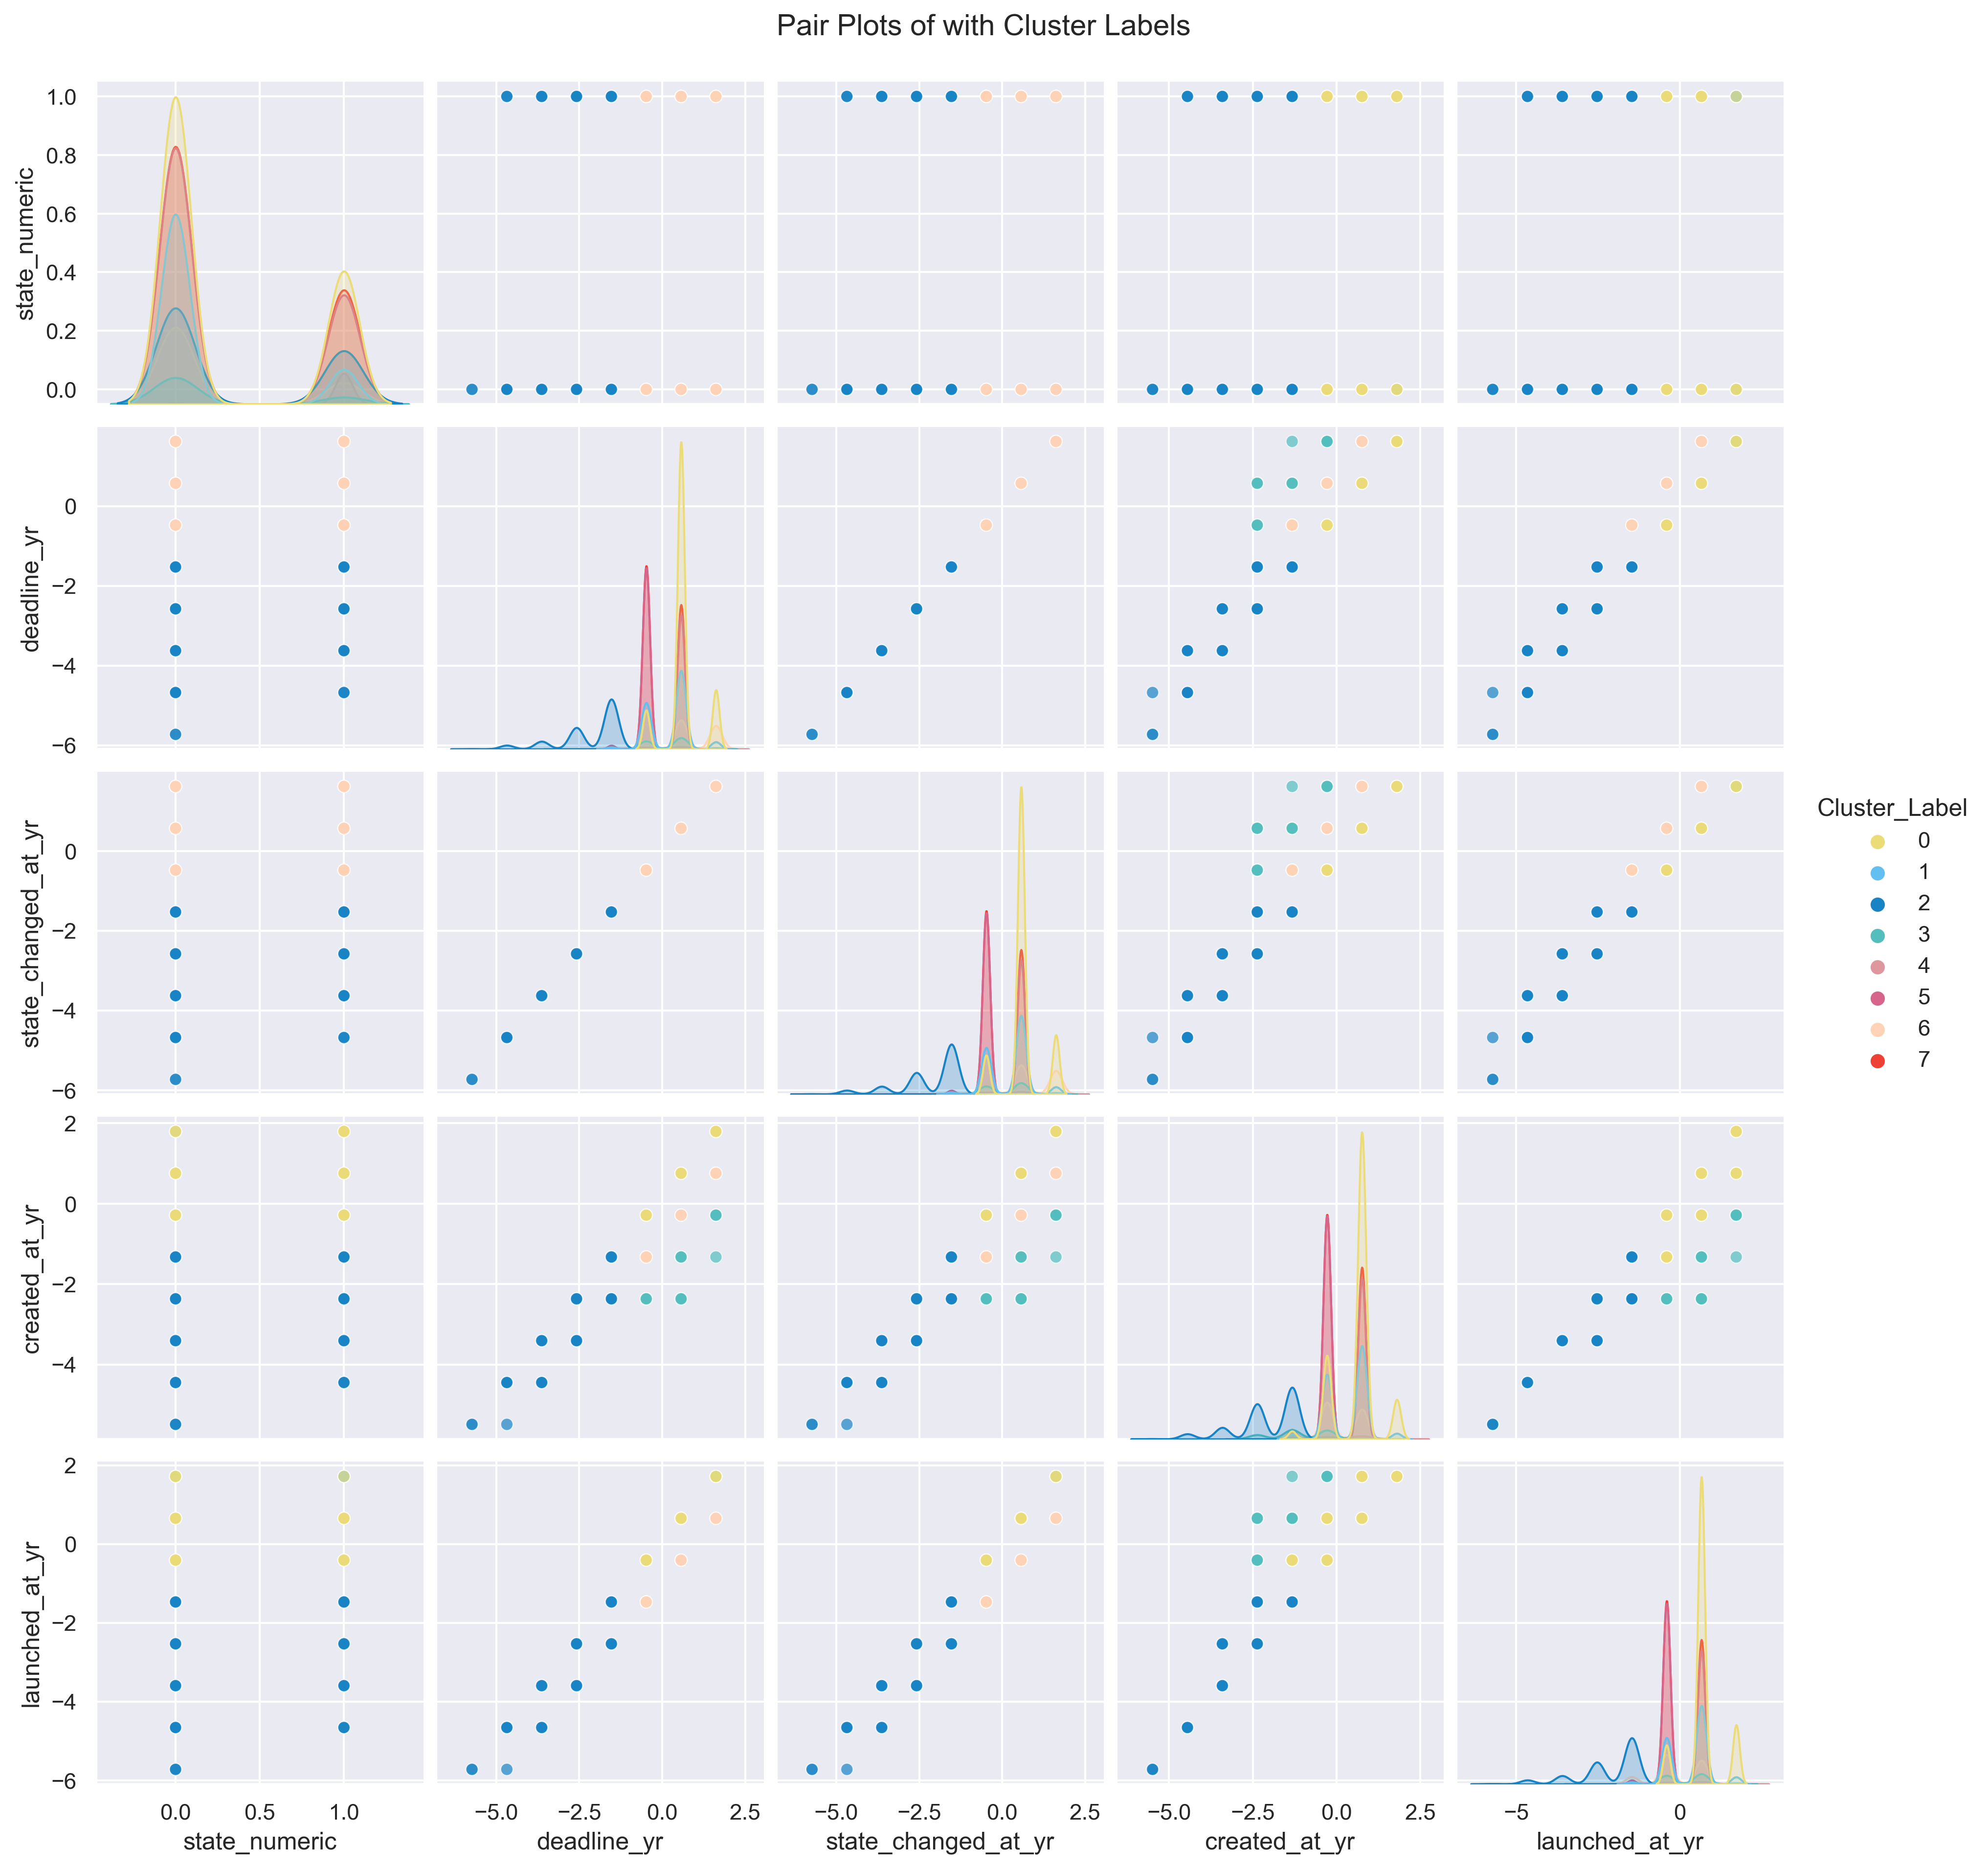 Pair Plots of with Cluster Labels
1.0
0.8
0.6
0.4
0.2
0.0
state_numeric
0
−2
−4
−6
deadline_yr
0
−2
−4
−6
state_changed_at_yr
2
0
−2
−4
created_at_yr
2
0
−2
−4
−6
launched_at_yr
0.0 0.5 1.0
state_numeric
−5.0 −2.5 0.0 2.5
deadline_yr
−5.0 −2.5 0.0 2.5
state_changed_at_yr
−5.0 −2.5 0.0 2.5
created_at_yr
−5 0
launched_at_yr
Cluster_Label
0
1
2
3
4
5
6
7